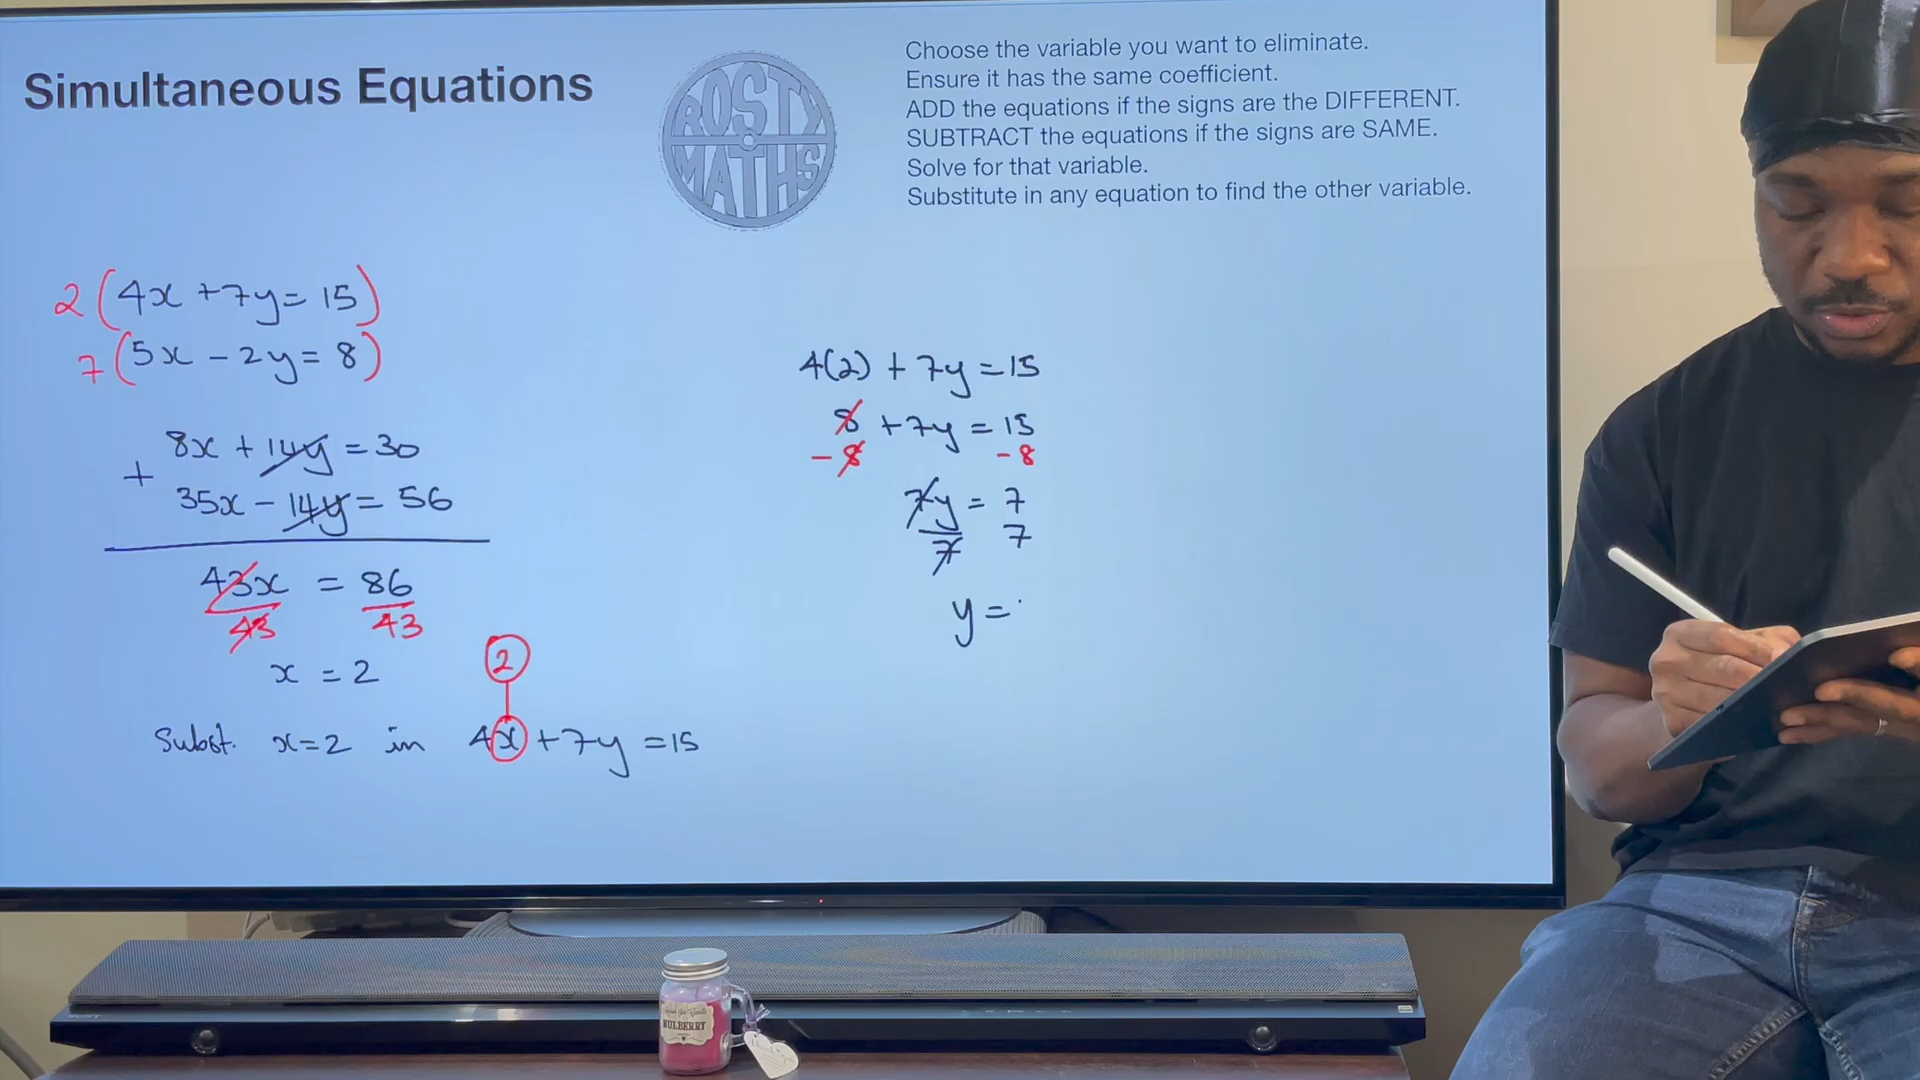 Simultaneous Equations
ROSTY
MATHS
Choose the variable you want to eliminate.
Ensure it has the same coefficient.
ADD the equations if the signs are the DIFFERENT.
SUBTRACT the equations if the signs are SAME.
Solve for that variable.
Substitute in any equation to find the other variable.
2(4x+7y=15)
7(5x-2y=8)
8x+14y=30
+
35x-14y=56
43x = 86
43 43
x = 2
2
Subst. x=2 in 4x+7y=15
4(2)+7y=15
8+7y=15
-8 -8
7y = 7
7 7
y =
SONY
MULBERRY